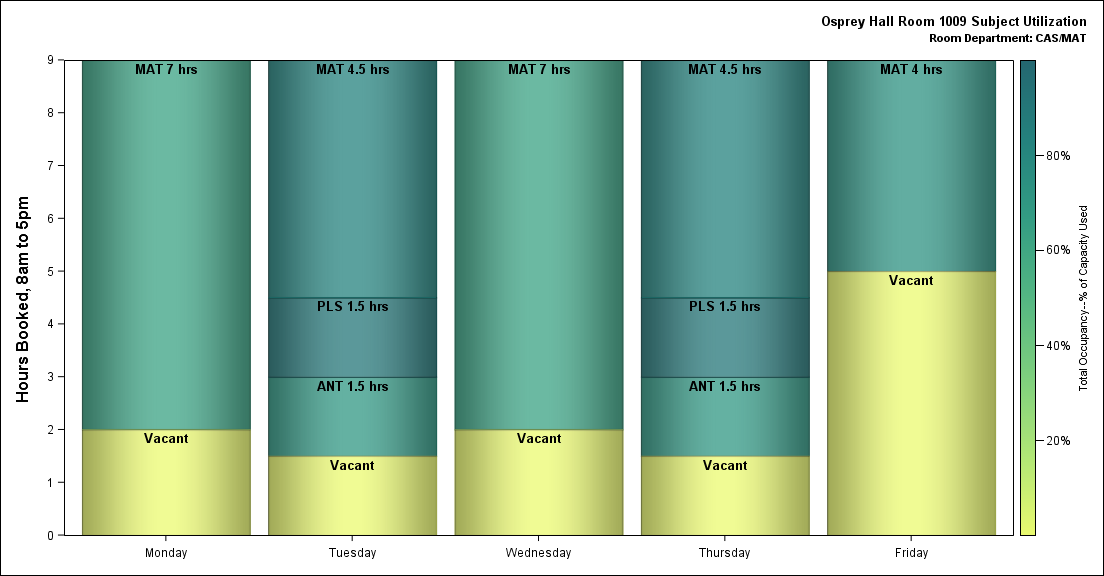 Osprey Hall Room 1009 Subject Utilization
Room Department: CAS/MAT
Hours Booked, 8am to 5pm
9
8
7
6
5
4
3
2
1
0
MAT 7 hrs
Vacant
MAT 4.5 hrs
PLS 1.5 hrs
ANT 1.5 hrs
Vacant
MAT 7 hrs
Vacant
MAT 4.5 hrs
PLS 1.5 hrs
ANT 1.5 hrs
Vacant
MAT 4 hrs
Vacant
Monday
Tuesday
Wednesday
Thursday
Friday
80%
60%
40%
20%
Total Occupancy--% of Capacity Used